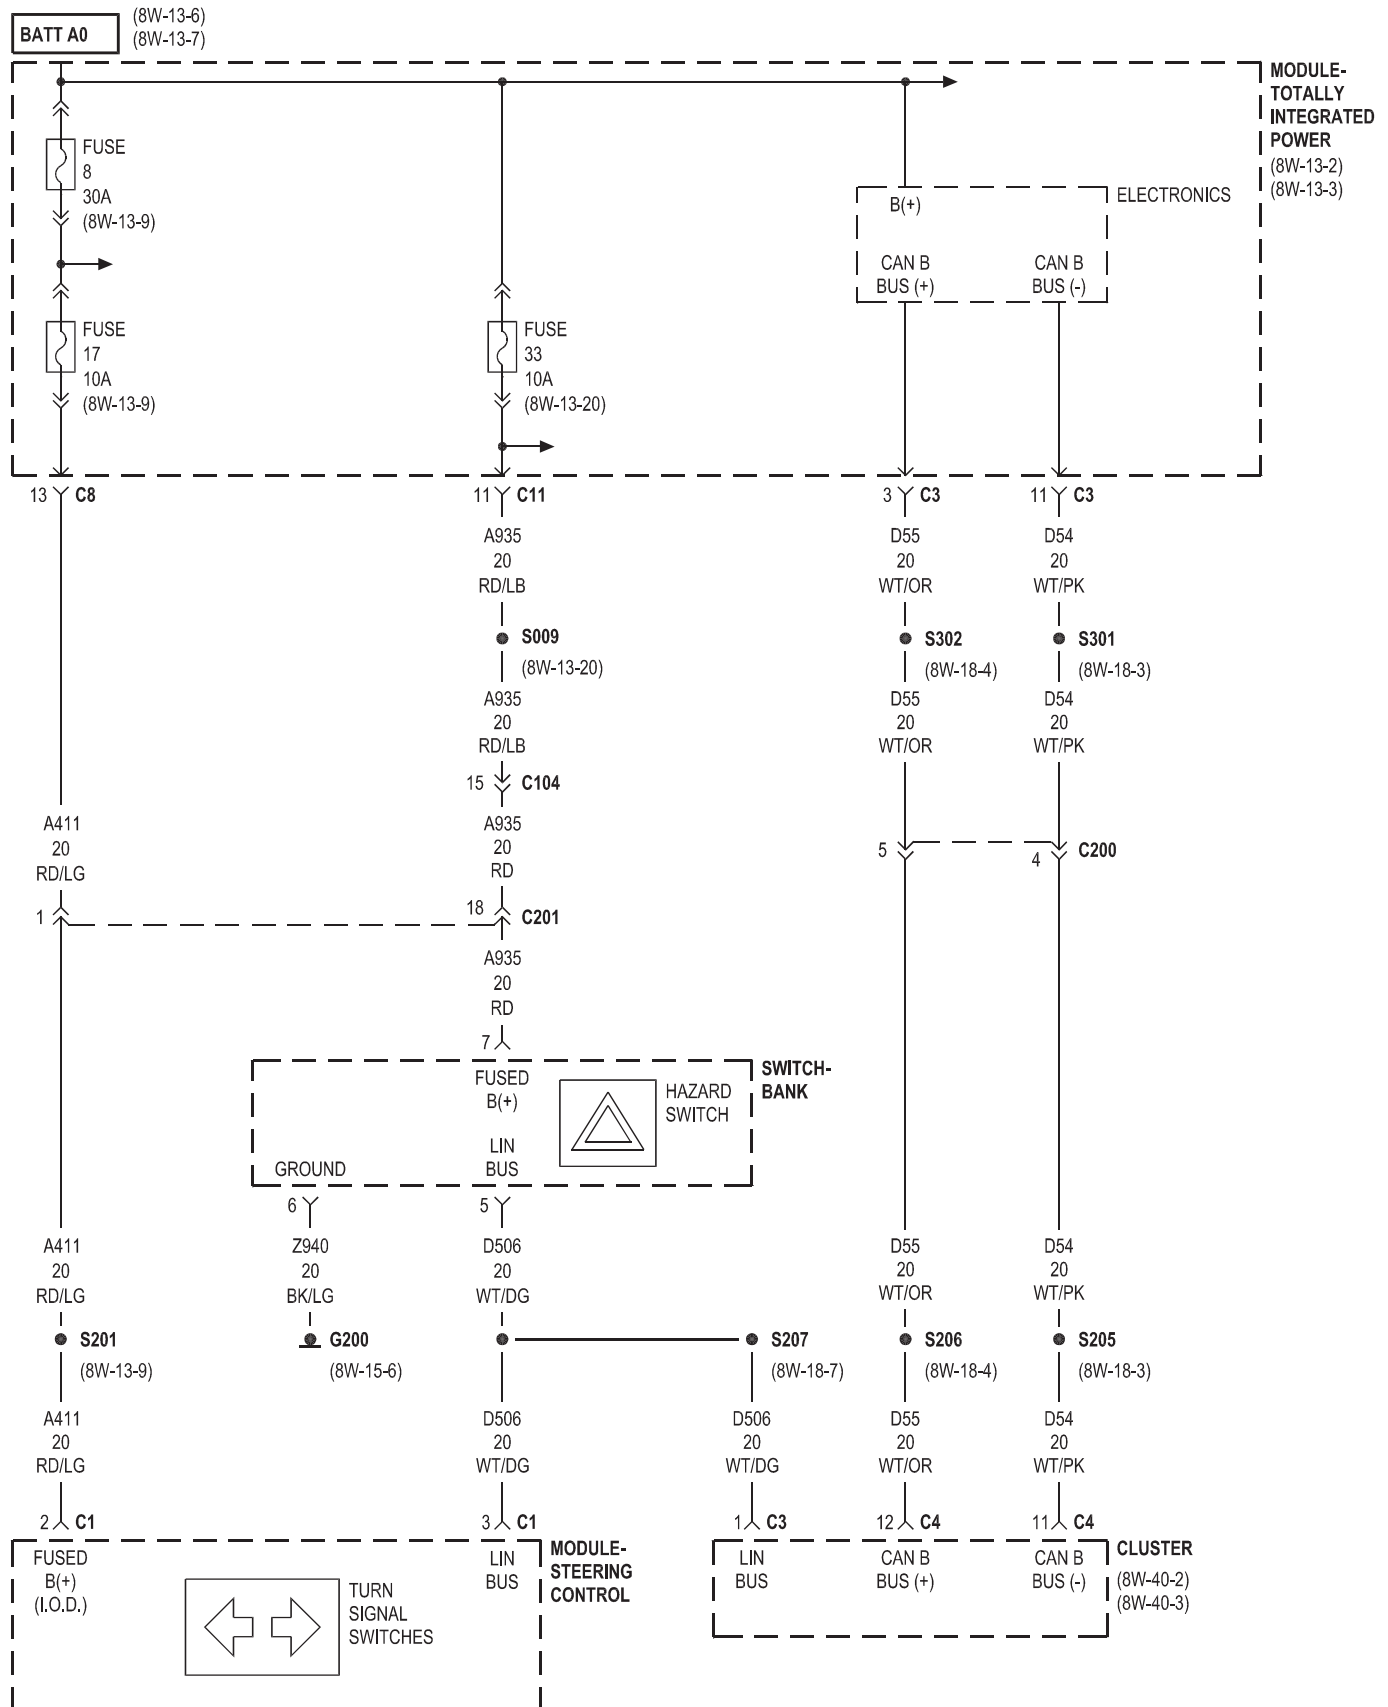 BATT A0
(8W-13-6)
(8W-13-7)
MODULE-
TOTALLY
INTEGRATED
POWER
(8W-13-2)
(8W-13-3)
FUSE
8
30A
(8W-13-9)
B(+)
ELECTRONICS
CAN B
BUS (+)
CAN B
BUS (-)
FUSE
17
10A
(8W-13-9)
FUSE
33
10A
(8W-13-20)
13 C8
11 C11
3 C3
11 C3
A935
20
RD/LB
D55
20
WT/OR
D54
20
WT/PK
S009
(8W-13-20)
S302
(8W-18-4)
S301
(8W-18-3)
A935
20
RD/LB
D55
20
WT/OR
D54
20
WT/PK
15 C104
A411
20
RD/LG
A935
20
RD
5
4 C200
1
18 C201
A935
20
RD
7
SWITCH-
BANK
FUSED
B(+)
HAZARD
SWITCH
LIN
BUS
GROUND
6
5
A411
20
RD/LG
Z940
20
BK/LG
D506
20
WT/DG
D55
20
WT/OR
D54
20
WT/PK
S201
(8W-13-9)
G200
(8W-15-6)
S207
(8W-18-7)
S206
(8W-18-4)
S205
(8W-18-3)
A411
20
RD/LG
D506
20
WT/DG
D506
20
WT/DG
D55
20
WT/OR
D54
20
WT/PK
2 C1
3 C1
1 C3
12 C4
11 C4
FUSED
B(+)
(I.O.D.)
TURN
SIGNAL
SWITCHES
LIN
BUS
MODULE-
STEERING
CONTROL
LIN
BUS
CAN B
BUS (+)
CAN B
BUS (-)
CLUSTER
(8W-40-2)
(8W-40-3)